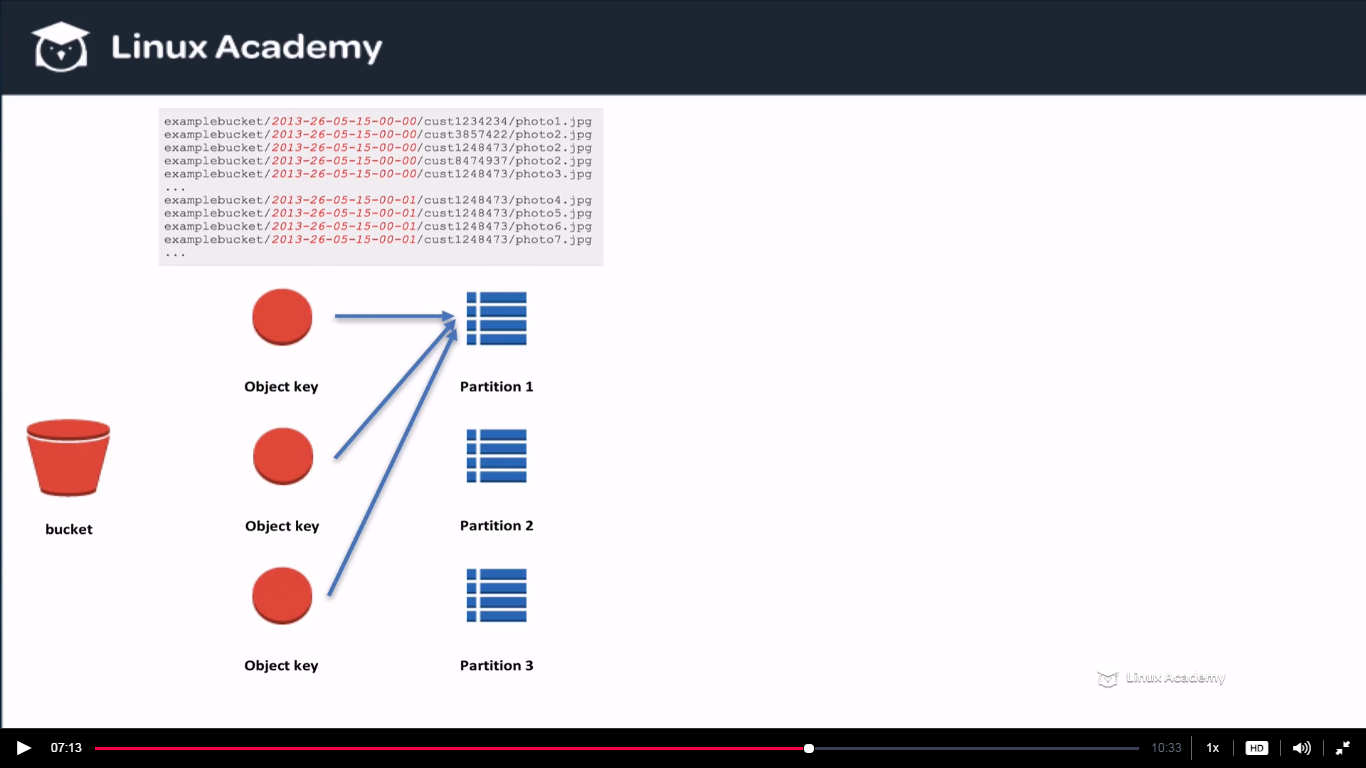 Linux Academy
examplebucket/2013-26-05-15-00-00/cust1234234/photo1.jpg
examplebucket/2013-26-05-15-00-00/cust3857422/photo2.jpg
examplebucket/2013-26-05-15-00-00/cust1248473/photo2.jpg
examplebucket/2013-26-05-15-00-00/cust8474937/photo2.jpg
examplebucket/2013-26-05-15-00-00/cust1248473/photo3.jpg
...
examplebucket/2013-26-05-15-00-01/cust1248473/photo4.jpg
examplebucket/2013-26-05-15-00-01/cust1248473/photo5.jpg
examplebucket/2013-26-05-15-00-01/cust1248473/photo6.jpg
examplebucket/2013-26-05-15-00-01/cust1248473/photo7.jpg
...
Object key
Partition 1
bucket
Object key
Partition 2
Object key
Partition 3
Linux Academy
07:13
10:33
1x
HD